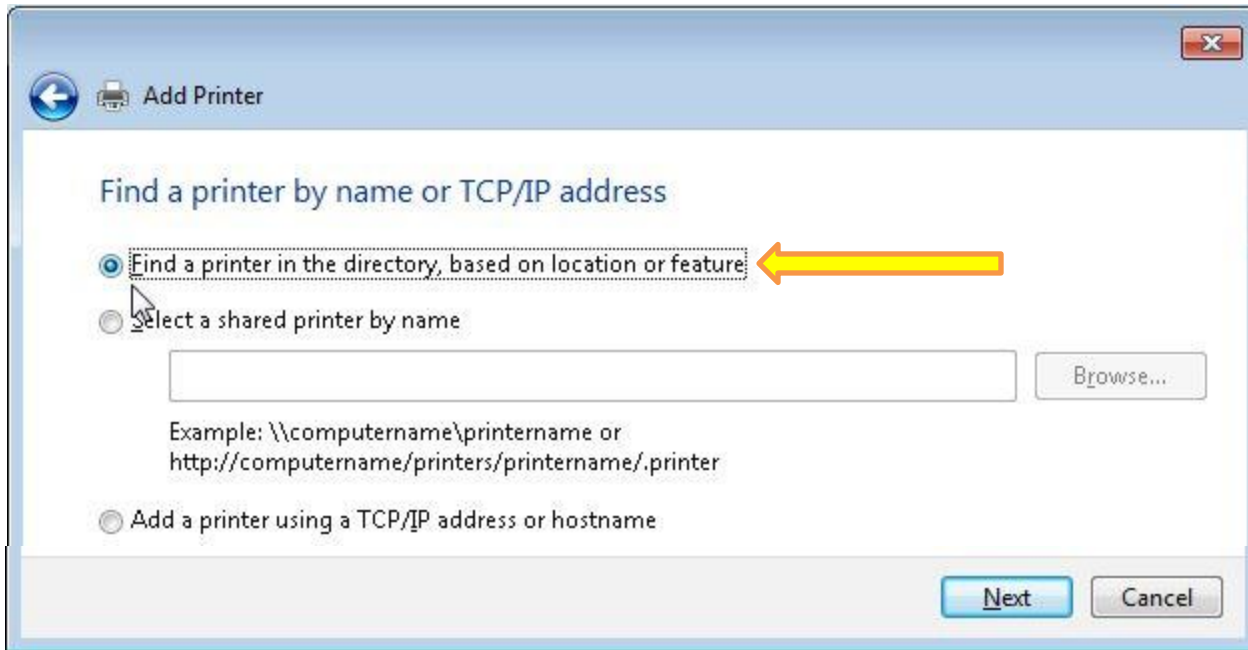 Add Printer
Find a printer by name or TCP/IP address
Find a printer in the directory, based on location or feature
Select a shared printer by name
Browse...
Example: \\computername\printername or
http://computername/printers/printername/.printer
Add a printer using a TCP/IP address or hostname
Next Cancel